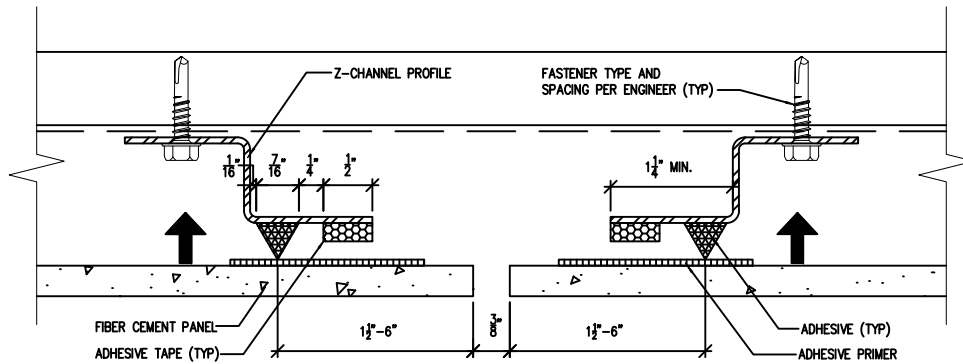 Z-CHANNEL PROFILE
FASTENER TYPE AND
SPACING PER ENGINEER (TYP)
1/16" 7/16" 1/4" 1/2"
1 1/4" MIN.
FIBER CEMENT PANEL
ADHESIVE TAPE (TYP)
1 1/2"-6"
3/8"
1 1/2"-6"
ADHESIVE (TYP)
ADHESIVE PRIMER